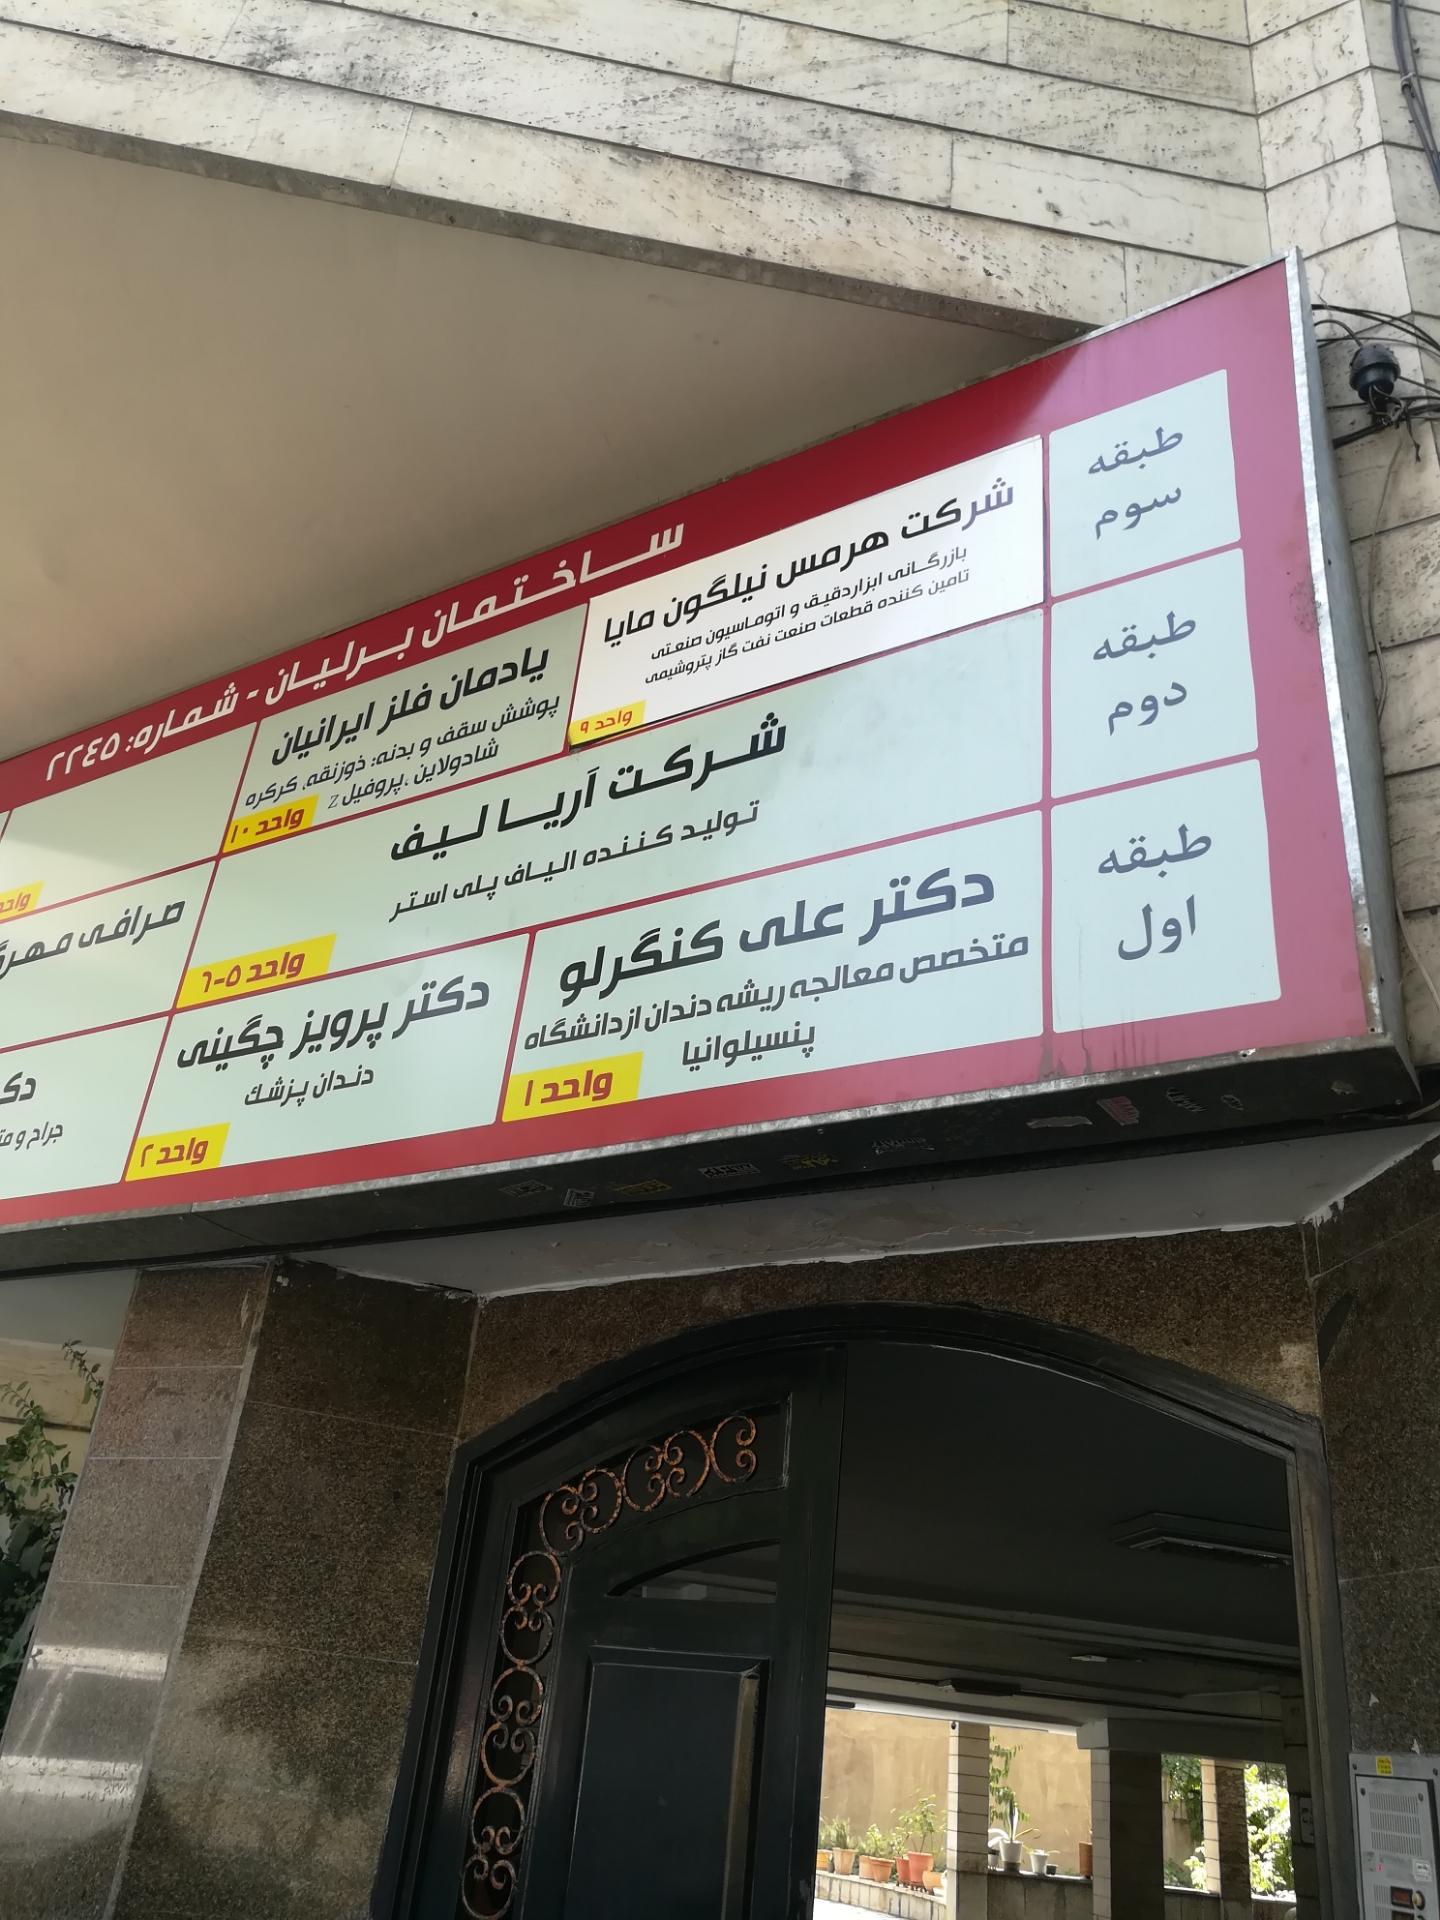 ساختمان برلیان - شماره: ۲۲۴۵
طبقه
سوم
شرکت هرمس نیلگون مایا
بازرگانی ابزاردقیق و اتوماسیون صنعتی
تامین کننده قطعات صنعت نفت گاز پتروشیمی
واحد ۹
یادمان فلز ایرانیان
پوشش سقف و بدنه: ذوزنقه، کرکره
شادولاین ،پروفیل Z
واحد ۱۰
طبقه
دوم
شرکت آریا لیف
تولید کننده الیاف پلی استر
واحد ۵-۶
صرافی
طبقه
اول
دکتر علی کنگرلو
متخصص معالجه ریشه دندان ازدانشگاه
پنسیلوانیا
واحد ۱
دکتر پرویز چگینی
دندان پزشك
واحد ۲
جراح و